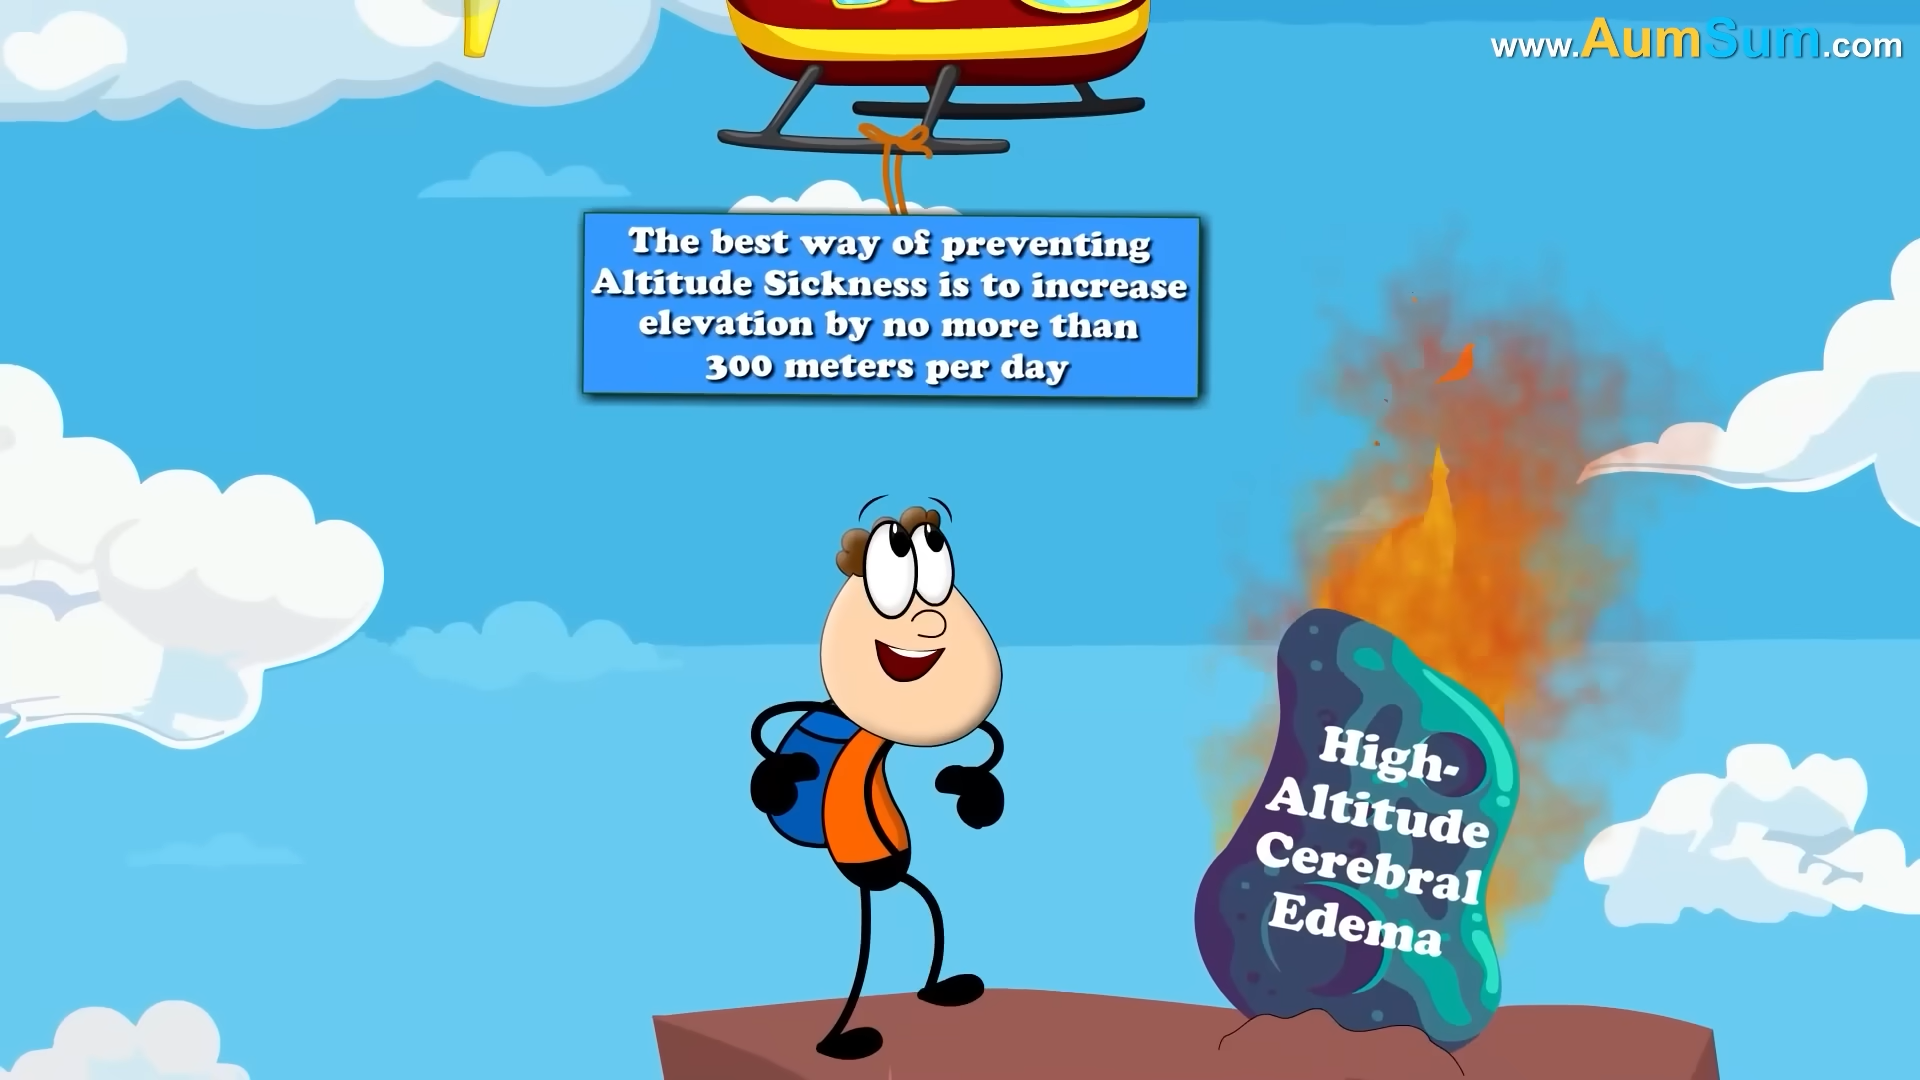 www.AumSum.com
The best way of preventing
Altitude Sickness is to increase
elevation by no more than
300 meters per day
High-
Altitude
Cerebral
Edema